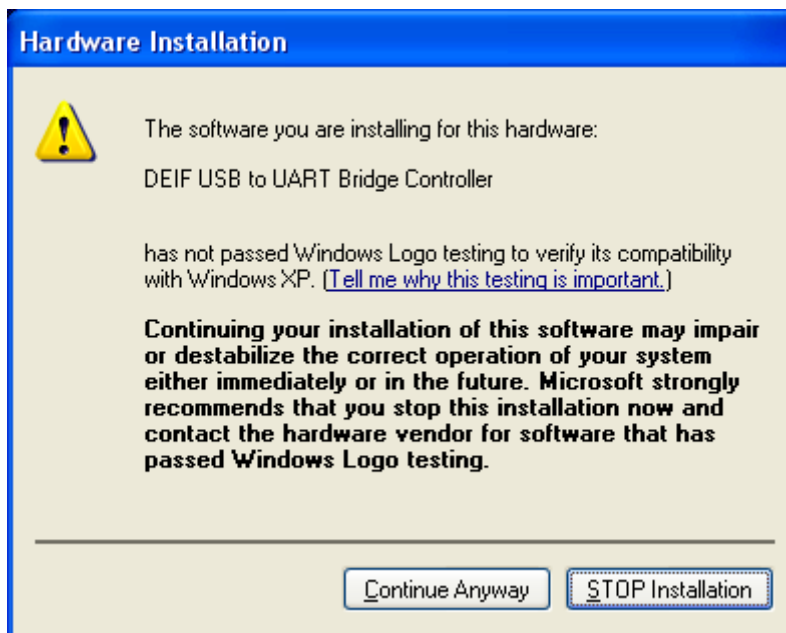 Hardware Installation
The software you are installing for this hardware:
DEIF USB to UART Bridge Controller
has not passed Windows Logo testing to verify its compatibility
with Windows XP. (Tell me why this testing is important.)
Continuing your installation of this software may impair
or destabilize the correct operation of your system
either immediately or in the future. Microsoft strongly
recommends that you stop this installation now and
contact the hardware vendor for software that has
passed Windows Logo testing.
Continue Anyway
STOP Installation